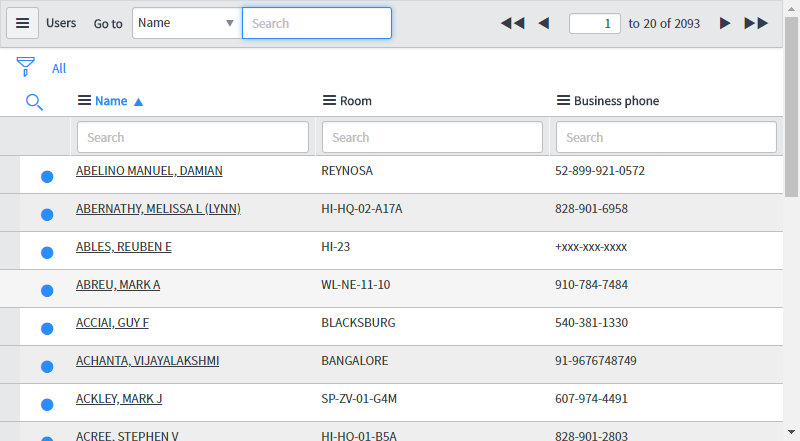 Users Go to Name Search 1 to 20 of 2093
All
Name Room Business phone
Search Search Search
ABELINO MANUEL, DAMIAN REYNOSA 52-899-921-0572
ABERNATHY, MELISSA L (LYNN) HI-HQ-02-A17A 828-901-6958
ABLES, REUBEN E HI-23 +xxx-xxx-xxxx
ABREU, MARK A WL-NE-11-10 910-784-7484
ACCIAI, GUY F BLACKSBURG 540-381-1330
ACHANTA, VIJAYALAKSHMI BANGALORE 91-9676748749
ACKLEY, MARK J SP-ZV-01-G4M 607-974-4491
ACREE, STEPHEN V HI-HQ-01-B5A 828-901-2803